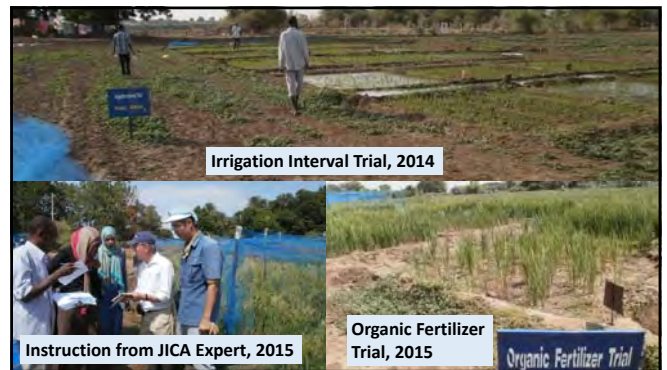 Irrigation Interval Trial, 2014
Instruction from JICA Expert, 2015
Organic Fertilizer
Trial, 2015
Organic Fertilizer Trial